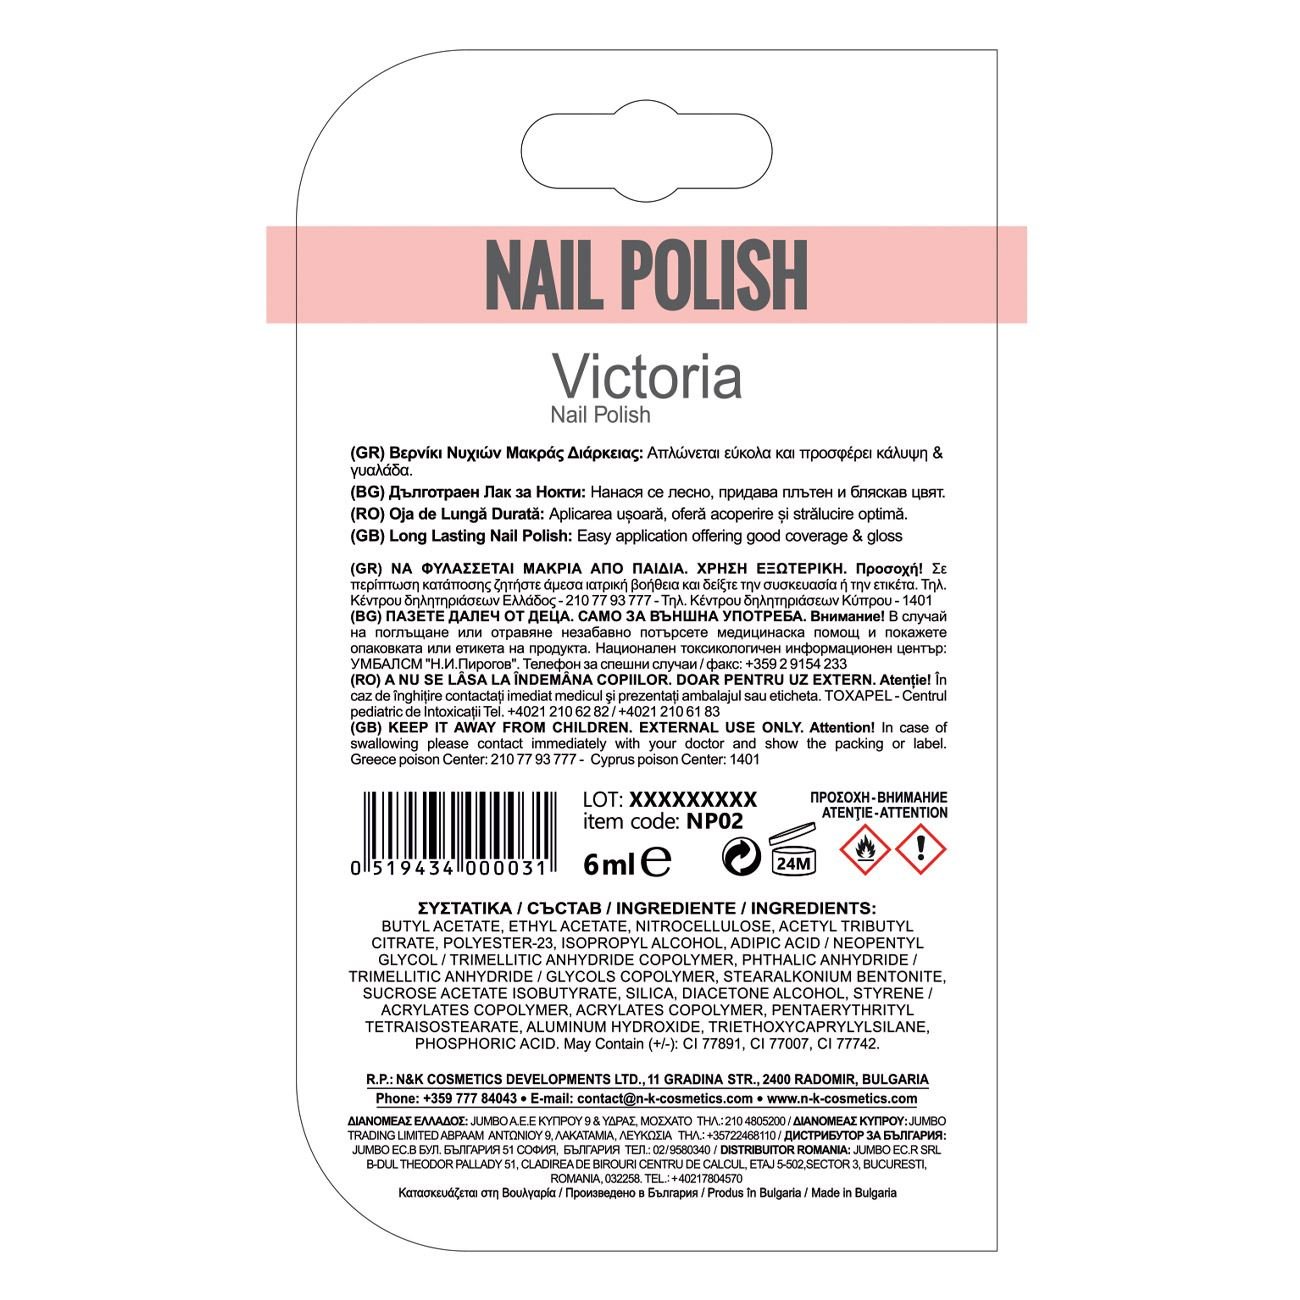 NAIL POLISH
Victoria
Nail Polish
(GR) Βερνίκι Νυχιών Μακράς Διάρκειας: Απλώνεται εύκολα και προσφέρει κάλυψη &
γυαλάδα.
(BG) Дълготраен Лак за Нокти: Нанася се лесно, придава плътен и бляскав цвят.
(RO) Oja de Lungă Durată: Aplicarea ușoară, oferă acoperire și strălucire optimă.
(GB) Long Lasting Nail Polish: Easy application offering good coverage & gloss
(GR) ΝΑ ΦΥΛΑΣΣΕΤΑΙ ΜΑΚΡΙΑ ΑΠΟ ΠΑΙΔΙΑ. ΧΡΗΣΗ ΕΞΩΤΕΡΙΚΗ. Προσοχή! Σε
περίπτωση κατάποσης ζητήστε άμεσα ιατρική βοήθεια και δείξτε την συσκευασία ή την ετικέτα. Τηλ.
Κέντρου δηλητηριάσεων Ελλάδος - 210 77 93 777 - Τηλ. Κέντρου δηλητηριάσεων Κύπρου - 1401
(BG) ПАЗЕТЕ ДАЛЕЧ ОТ ДЕЦА. САМО ЗА ВЪНШНА УПОТРЕБА. Внимание! В случай
на поглъщане или отравяне незабавно потърсете медицинаска помощ и покажете
опаковката или етикета на продукта. Национален токсикологичен информационен център:
УМБАЛСМ "Н.И.Пирогов". Телефон за спешни случаи / факс: +359 2 9154 233
(RO) A NU SE LĂSA LA ÎNDEMÂNA COPIILOR. DOAR PENTRU UZ EXTERN. Atenție! În
caz de înghițire contactați imediat medicul şi prezentați ambalajul sau eticheta. TOXAPEL - Centrul
pediatric de Intoxicații Tel. +4021 210 62 82 / +4021 210 61 83
(GB) KEEP IT AWAY FROM CHILDREN. EXTERNAL USE ONLY. Attention! In case of
swallowing please contact immediately with your doctor and show the packing or label.
Greece poison Center: 210 77 93 777 - Cyprus poison Center: 1401
LOT: XXXXXXXXX
item code: NP02
6ml e
24M
ΠΡΟΣΟΧΗ-ВНИМАНИЕ
ATENŢIE-ATTENTION
0 519434 000031
ΣΥΣΤΑΤΙΚΑ / СЪСТАВ / INGREDIENTE / INGREDIENTS:
BUTYL ACETATE, ETHYL ACETATE, NITROCELLULOSE, ACETYL TRIBUTYL
CITRATE, POLYESTER-23, ISOPROPYL ALCOHOL, ADIPIC ACID / NEOPENTYL
GLYCOL / TRIMELLITIC ANHYDRIDE COPOLYMER, PHTHALIC ANHYDRIDE /
TRIMELLITIC ANHYDRIDE / GLYCOLS COPOLYMER, STEARALKONIUM BENTONITE,
SUCROSE ACETATE ISOBUTYRATE, SILICA, DIACETONE ALCOHOL, STYRENE /
ACRYLATES COPOLYMER, ACRYLATES COPOLYMER, PENTAERYTHRITYL
TETRAISOSTEARATE, ALUMINUM HYDROXIDE, TRIETHOXYCAPRYLYLSILANE,
PHOSPHORIC ACID. May Contain (+/-): CI 77891, CI 77007, CI 77742.
R.P.: N&K COSMETICS DEVELOPMENTS LTD., 11 GRADINA STR., 2400 RADOMIR, BULGARIA
Phone: +359 777 84043 • E-mail: contact@n-k-cosmetics.com • www.n-k-cosmetics.com
ΔΙΑΝΟΜΕΑΣ ΕΛΛΑΔΟΣ: JUMBO A.E.E ΚΥΠΡΟΥ 9 & ΥΔΡΑΣ, ΜΟΣΧΑΤΟ ΤΗΛ.: 210 4805200 / ΔΙΑΝΟΜΕΑΣ ΚΥΠΡΟΥ: JUMBO
TRADING LIMITED ΑΒΡΑΑΜ ΑΝΤΩΝΙΟΥ 9, ΛΑΚΑΤΑΜΙΑ, ΛΕΥΚΩΣΙΑ ΤΗΛ.: +35722468110 / ДИСТРИБУТОР ЗА БЪЛГАРИЯ:
JUMBO EC.B БУЛ. БЪЛГАРИЯ 51 СОФИЯ, БЪЛГАРИЯ ТЕЛ.: 02/ 9580340 / DISTRIBUITOR ROMANIA: JUMBO EC.R SRL
B-DUL THEODOR PALLADY 51, CLADIREA DE BIROURI CENTRU DE CALCUL, ETAJ 5-502,SECTOR 3, BUCURESTI,
ROMANIA, 032258. TEL.: +40217804570
Κατασκευάζεται στη Βουλγαρία / Произведено в България / Produs în Bulgaria / Made in Bulgaria